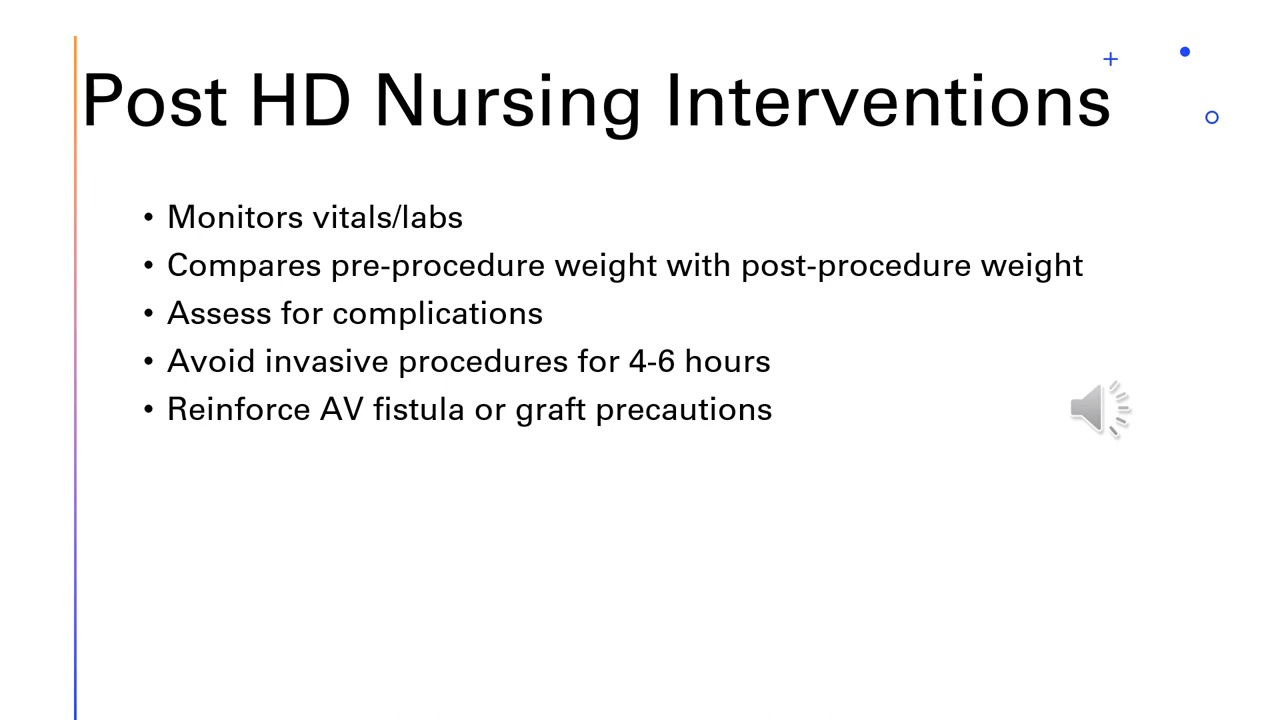 Post HD Nursing Interventions
• Monitors vitals/labs
• Compares pre-procedure weight with post-procedure weight
• Assess for complications
• Avoid invasive procedures for 4-6 hours
• Reinforce AV fistula or graft precautions